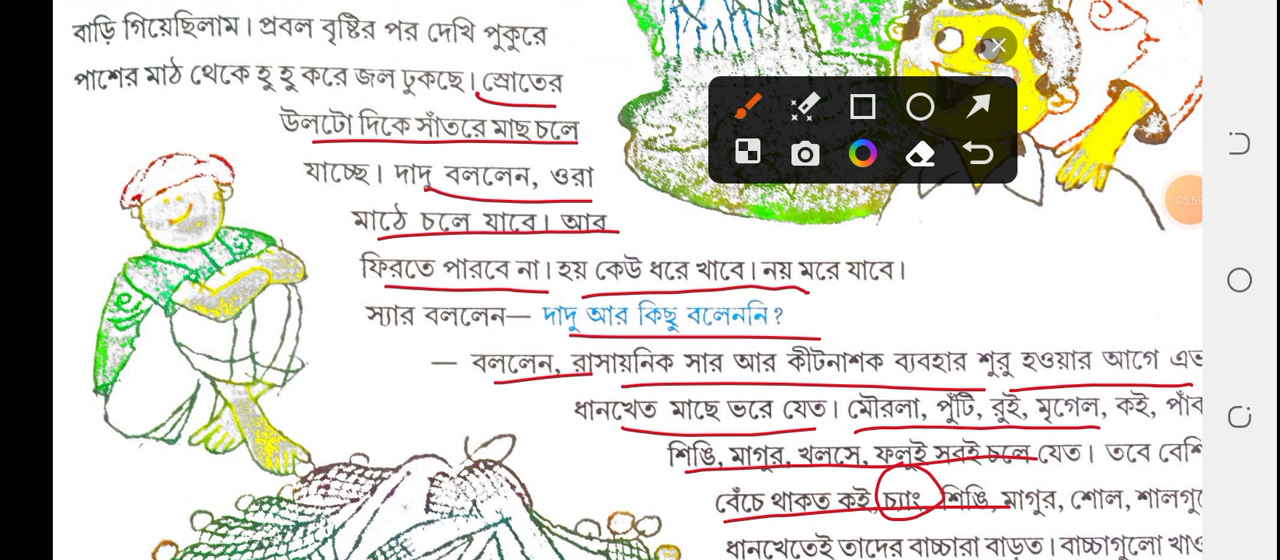 বাড়ি গিয়েছিলাম। প্রবল বৃষ্টির পর দেখি পুকুরে
পাশের মাঠ থেকে হু হু করে জল ঢুকছে। স্রোতের
উলটো দিকে সাঁতরে মাছ চলে
যাচ্ছে। দাদু বললেন, ওরা
মাঠে চলে যাবে। আর
ফিরতে পারবে না। হয় কেউ ধরে খাবে। নয় মরে যাবে।
স্যার বললেন— দাদু আর কিছু বলেননি?
— বললেন, রাসায়নিক সার আর কীটনাশক ব্যবহার শুরু হওয়ার আগে
ধানখেত মাছে ভরে যেত। মৌরলা, পুঁটি, রুই, মৃগেল, কই,
শিঙি, মাগুর, খলসে, ফলুই সবই চলে যেত। তবে
বেঁচে থাকত কই, চ্যাং, শিঙি, মাগুর, শোল,
ধানখেতেই তাদের বাচ্চারা বাড়ত। বাচ্চাগুলো
05:59